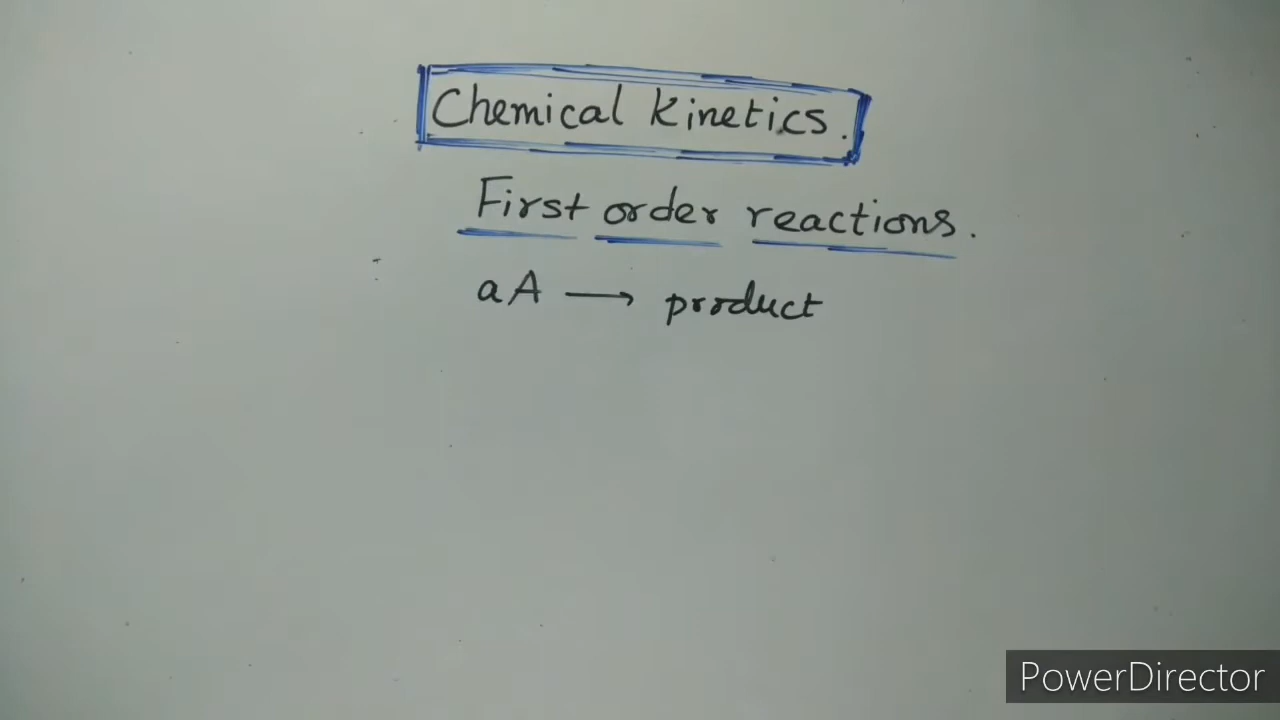 Chemical Kinetics.
First order reactions.
aA → product
PowerDirector